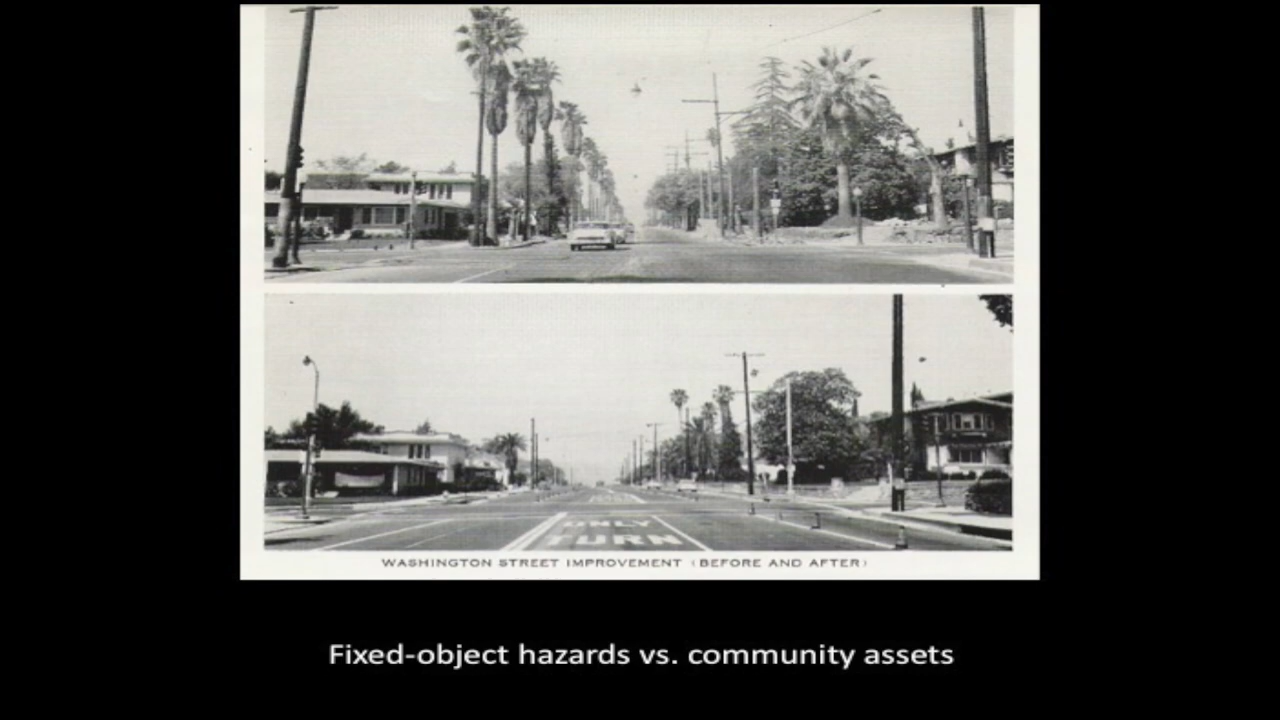 ONLY
TURN
WASHINGTON STREET IMPROVEMENT (BEFORE AND AFTER)
Fixed-object hazards vs. community assets